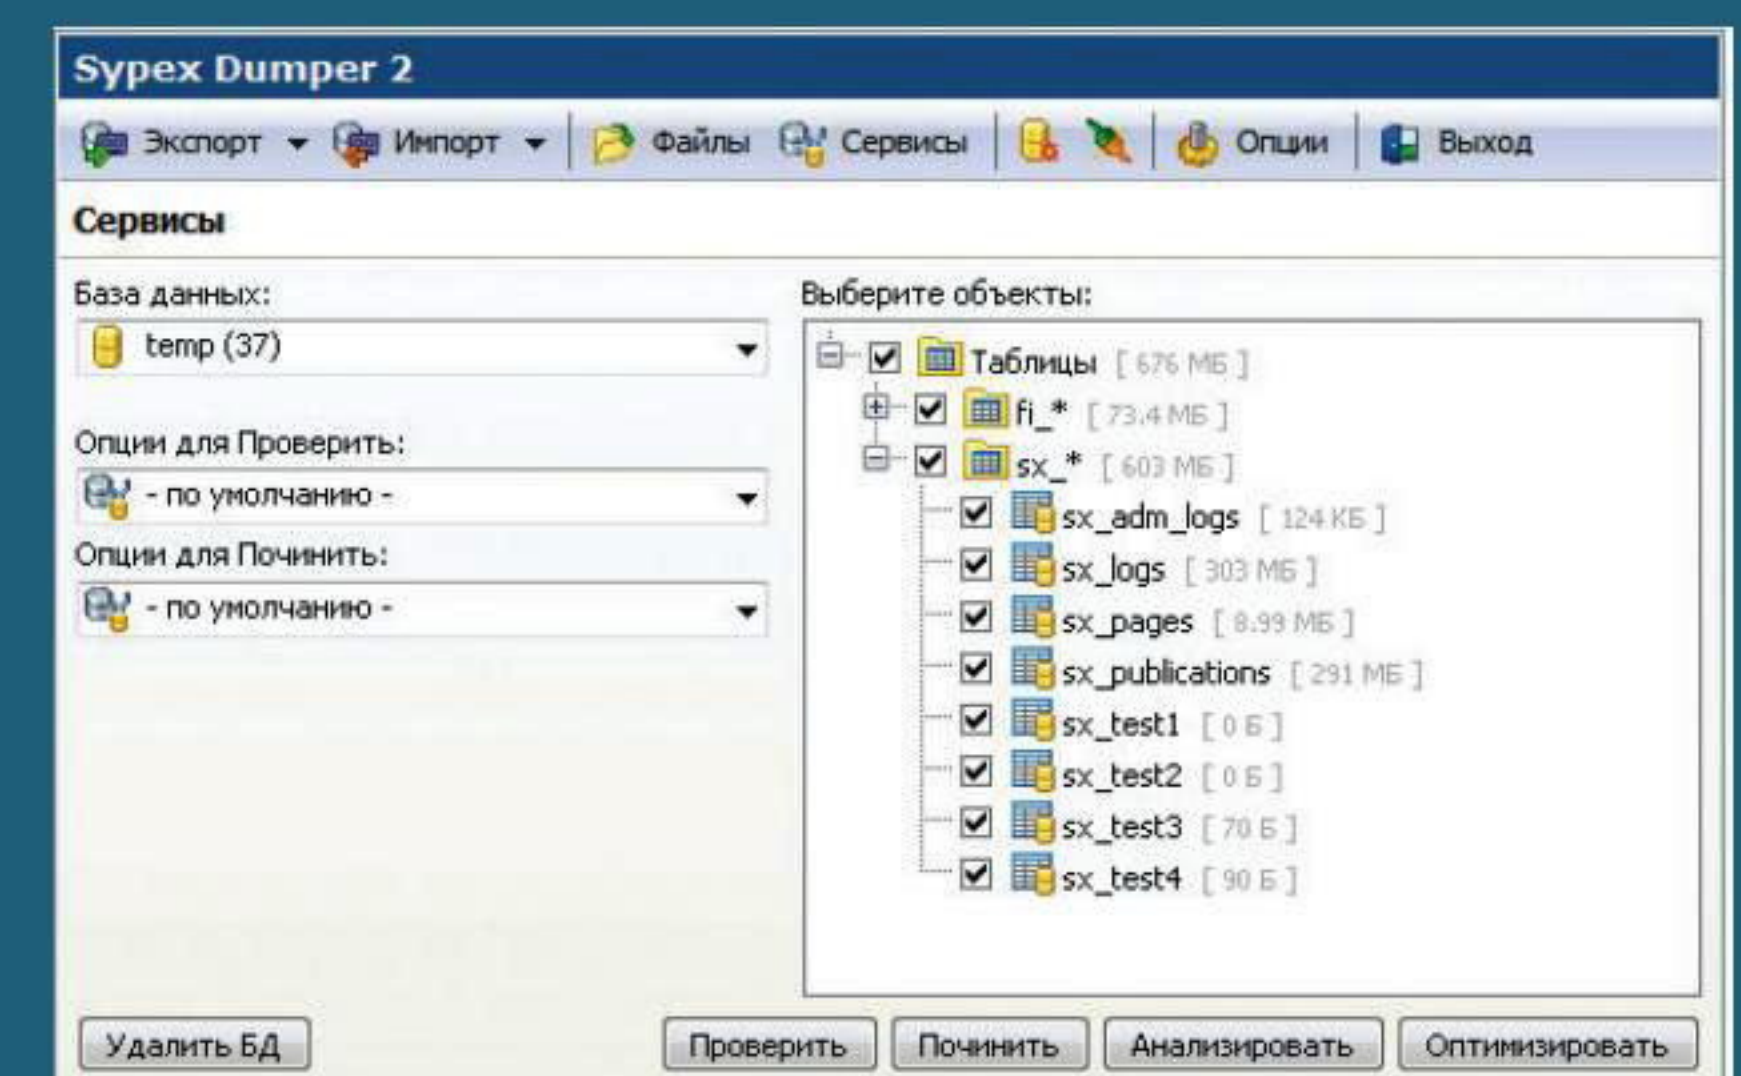 Sypex Dumper 2
Экспорт Импорт Файлы Сервисы Опции Выход
Сервисы
База данных:
temp (37)
Опции для Проверить:
- по умолчанию -
Опции для Починить:
- по умолчанию -
Выберите объекты:
Таблицы [ 676 МБ ]
fi_* [ 73.4 МБ ]
sx_* [ 603 МБ ]
sx_adm_logs [ 124 КБ ]
sx_logs [ 303 МБ ]
sx_pages [ 8.99 МБ ]
sx_publications [ 291 МБ ]
sx_test1 [ 0 Б ]
sx_test2 [ 0 Б ]
sx_test3 [ 70 Б ]
sx_test4 [ 90 Б ]
Удалить БД Проверить Починить Анализировать Оптимизировать